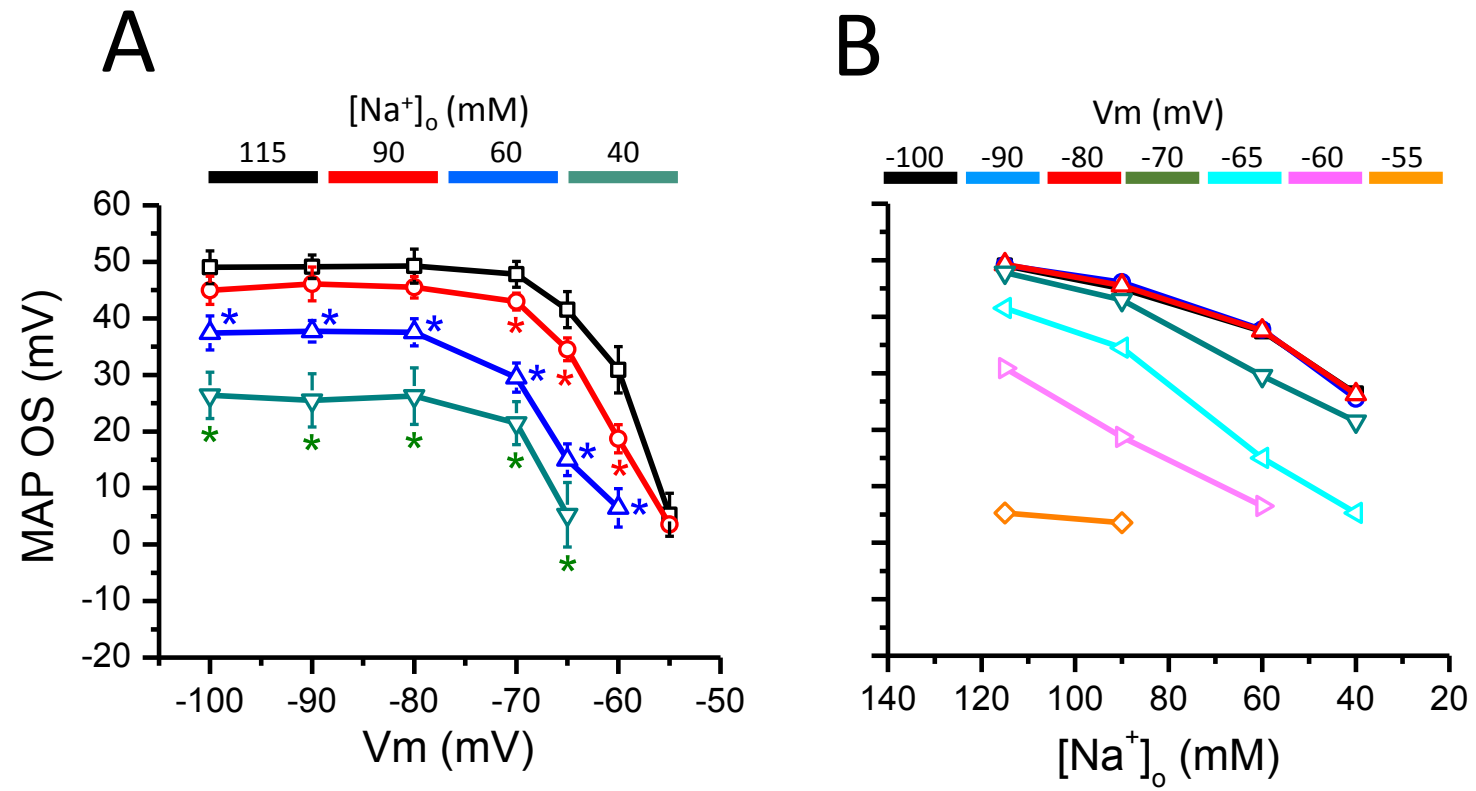 A
B
[Na⁺]ₒ (mM)
115 90 60 40
Vm (mV)
-100 -90 -80 -70 -65 -60 -55
MAP OS (mV)
60
50
40
30
20
10
0
-10
-20
-100 -90 -80 -70 -60 -50
Vm (mV)
140 120 100 80 60 40 20
[Na⁺]ₒ (mM)
* * * *
* * *
* * * *
* * *
*